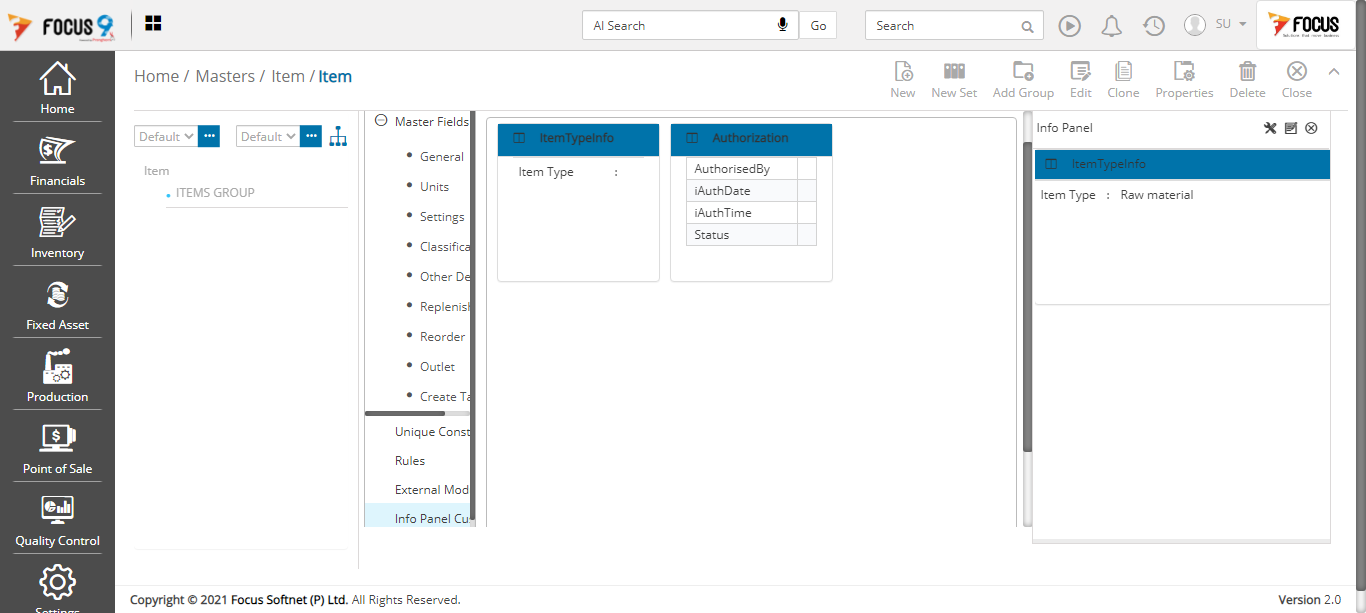 FOCUS 9
AI Search
Go
Search
SU
FOCUS
Home / Masters / Item / Item
New
New Set
Add Group
Edit
Clone
Properties
Delete
Close
Home
Financials
Inventory
Fixed Asset
Production
Point of Sale
Quality Control
Settings
Default
Default
Item
ITEMS GROUP
Master Fields
General
Units
Settings
Classifica
Other De
Replenish
Reorder
Outlet
Create Ta
Unique Const
Rules
External Mod
Info Panel Cu
ItemTypeInfo
Item Type :
Authorization
AuthorisedBy
iAuthDate
iAuthTime
Status
Info Panel
ItemTypeInfo
Item Type : Raw material
Copyright © 2021 Focus Softnet (P) Ltd. All Rights Reserved.
Version 2.0